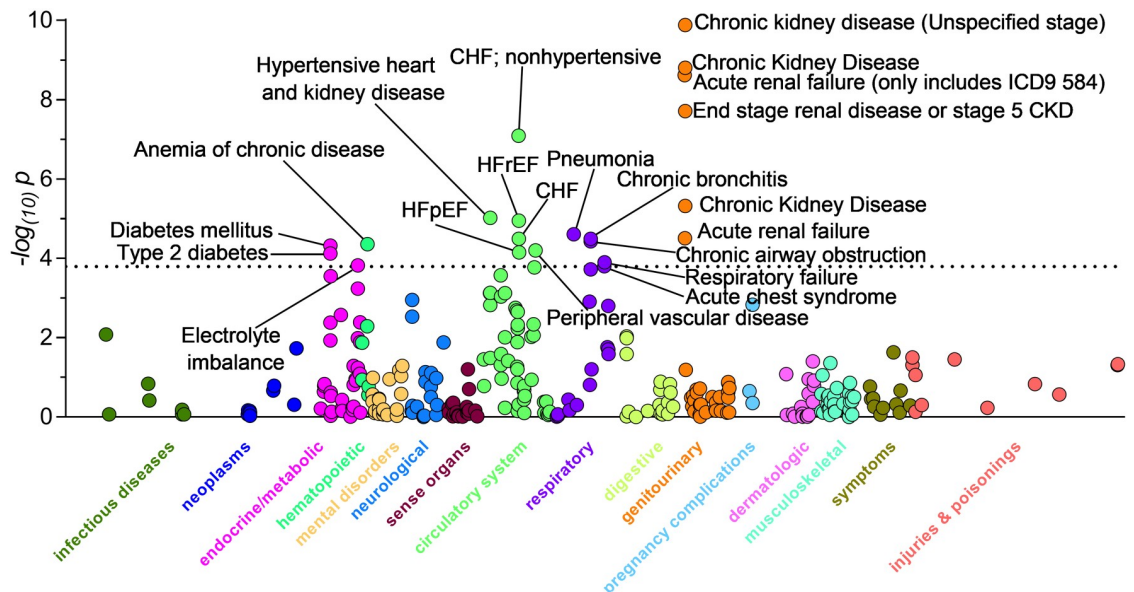 10
8
6
4
2
0
-log(10) p
Chronic kidney disease (Unspecified stage)
Chronic Kidney Disease
Acute renal failure (only includes ICD9 584)
End stage renal disease or stage 5 CKD
Chronic Kidney Disease
Acute renal failure
CHF; nonhypertensive
Hypertensive heart
and kidney disease
Anemia of chronic disease
HFrEF
Pneumonia
CHF
Chronic bronchitis
HFpEF
Diabetes mellitus
Type 2 diabetes
Chronic airway obstruction
Respiratory failure
Acute chest syndrome
Peripheral vascular disease
Electrolyte
imbalance
infectious diseases
neoplasms
endocrine/metabolic
hematopoietic
mental disorders
neurological
sense organs
circulatory system
respiratory
digestive
genitourinary
pregnancy complications
dermatologic
musculoskeletal
symptoms
injuries & poisonings